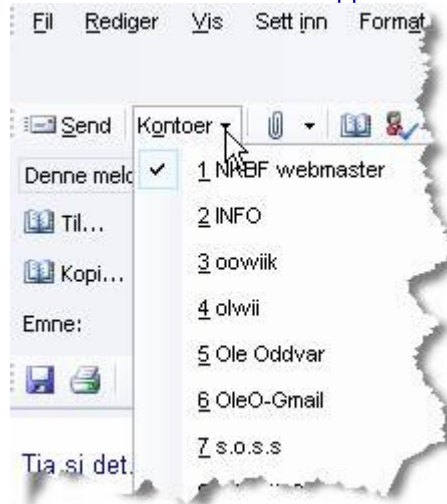 Fil Rediger Vis Sett inn Format
Send Kontoer
Denne meld
1 NKBF webmaster
Til...
2 INFO
Kopi...
3 oowiik
4 olwii
Emne:
5 Ole Oddvar
6 OleO-Gmail
7 s.o.s.s
Tia si det.